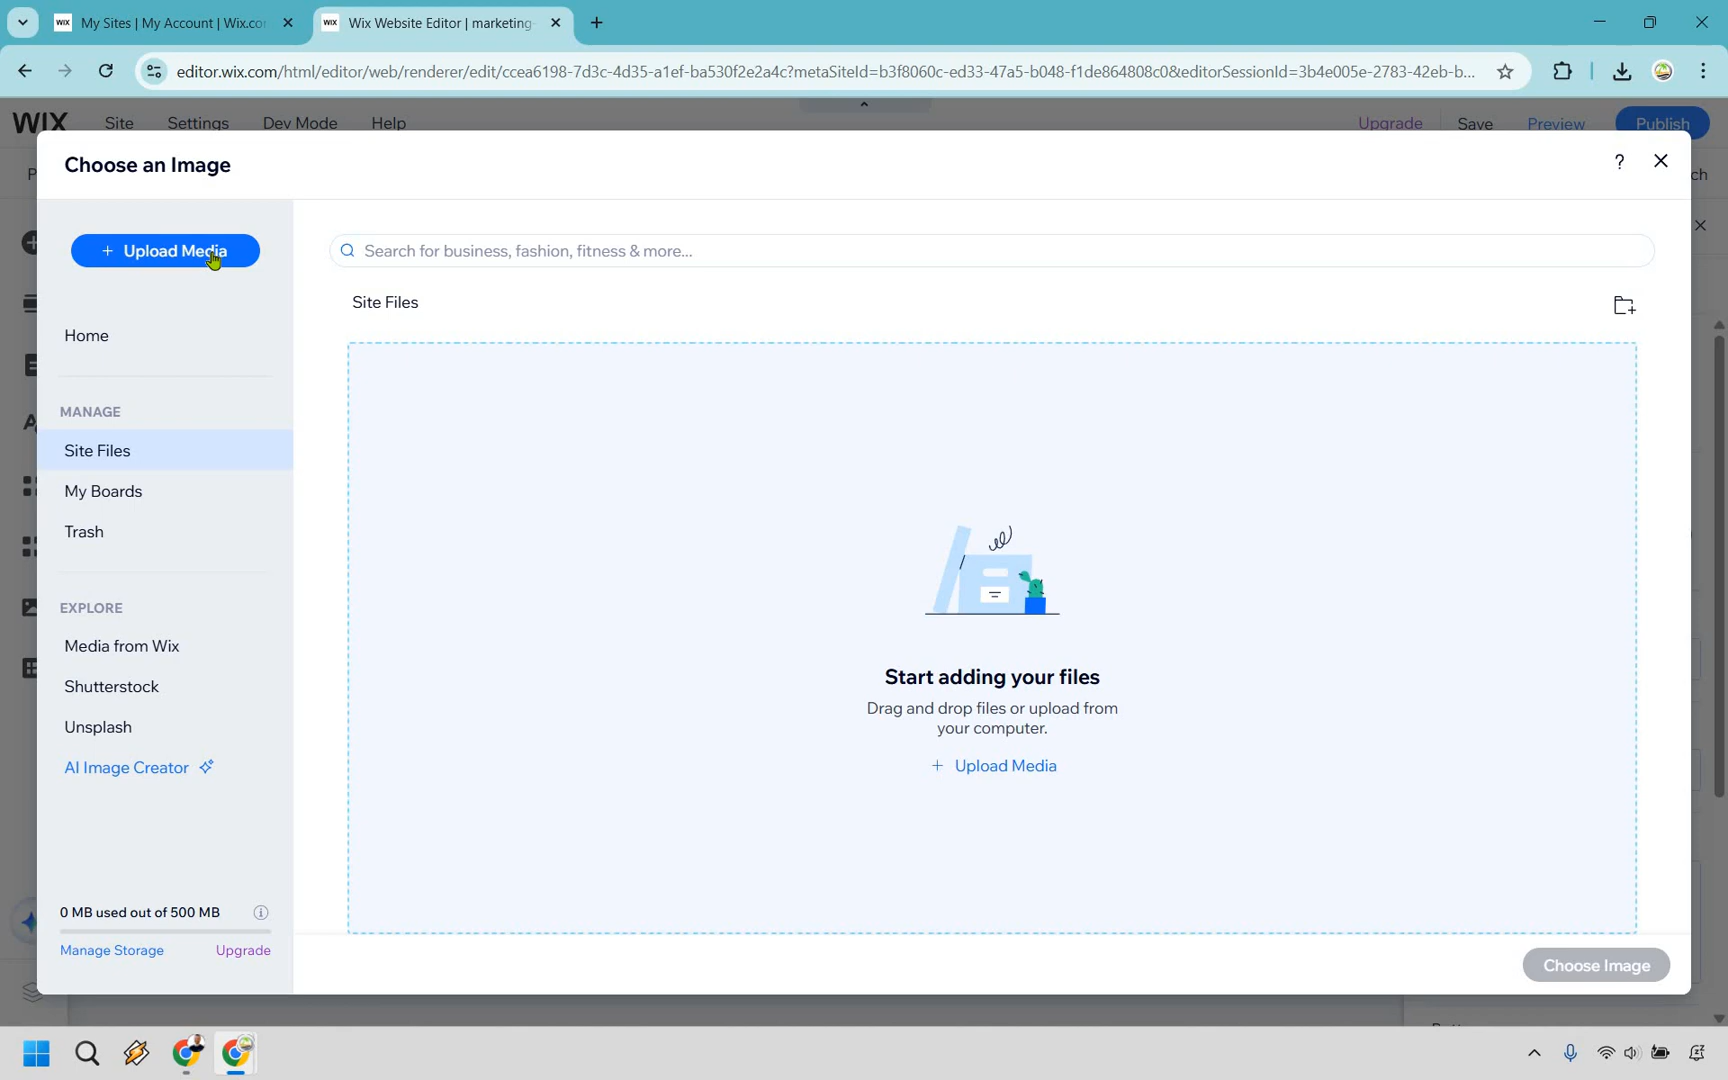 WIX My Sites | My Account | Wix.co
WIX Wix Website Editor | marketing-
editor.wix.com/html/editor/web/renderer/edit/ccea6198-7d3c-4d35-a1ef-ba530f2e2a4c?metaSiteId=b3f8060c-ed33-47a5-b048-f1de864808c0&editorSessionId=3b4e005e-2783-42eb-b...
WIX Site Settings Dev Mode Help Upgrade Save Preview Publish
Choose an Image
?
+ Upload Media
Search for business, fashion, fitness & more...
Site Files
Home
MANAGE
Site Files
My Boards
Trash
EXPLORE
Media from Wix
Shutterstock
Unsplash
AI Image Creator
Start adding your files
Drag and drop files or upload from
your computer.
+ Upload Media
0 MB used out of 500 MB
Manage Storage Upgrade
Choose Image